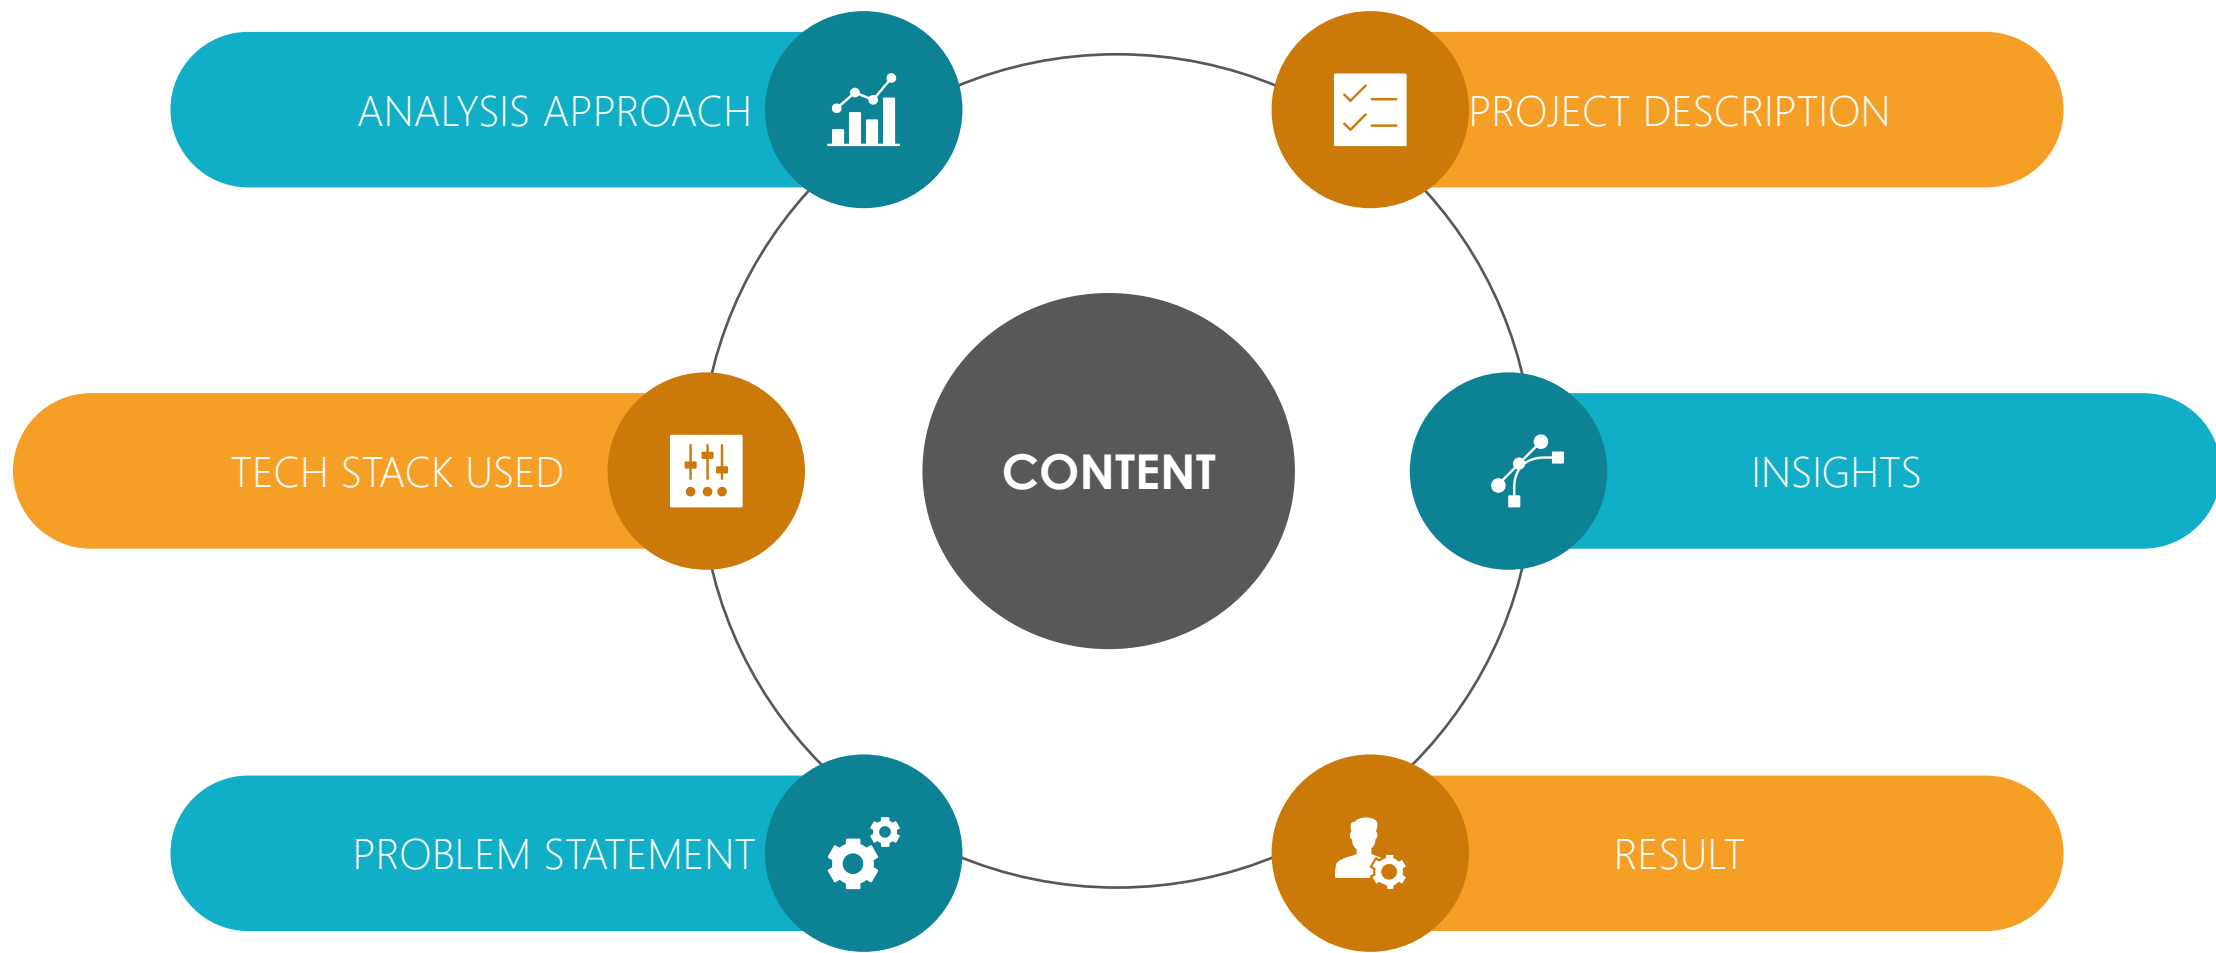 ANALYSIS APPROACH
PROJECT DESCRIPTION
TECH STACK USED
CONTENT
INSIGHTS
PROBLEM STATEMENT
RESULT